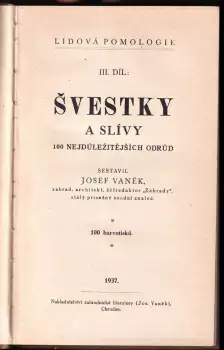 LIDOVÁ POMOLOGIE
III. DÍL:
ŠVESTKY
A SLÍVY
100 NEJDŮLEŽITĚJŠÍCH ODRŮD
SESTAVIL
JOSEF VANĚK,
zahrad. architekt, šéfredaktor „Zahrady",
stálý přísežný soudní znalec.
*
100 barvotisků.
*
1937.
Nakladatelství zahradnické literatury (Jos. Vaněk),
Chrudim.